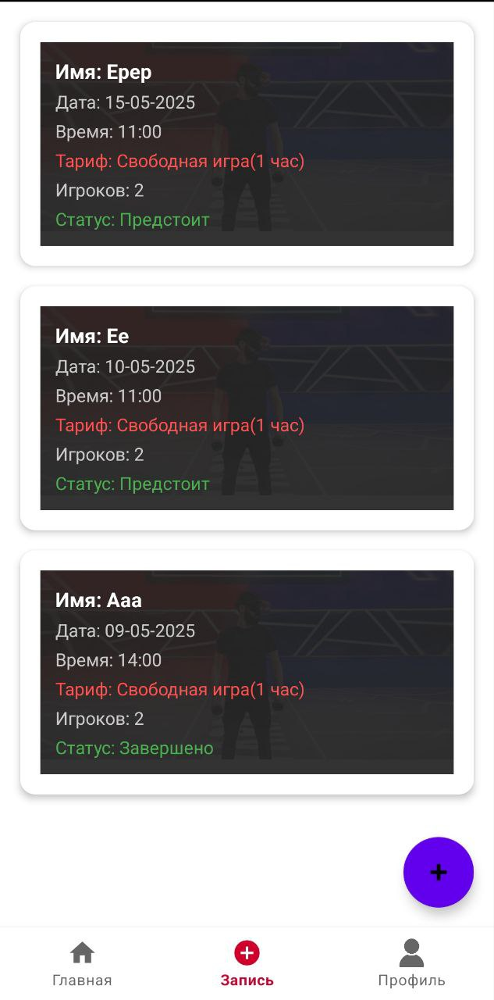 Имя: Ерер
Дата: 15-05-2025
Время: 11:00
Тариф: Свободная игра(1 час)
Игроков: 2
Статус: Предстоит
Имя: Ее
Дата: 10-05-2025
Время: 11:00
Тариф: Свободная игра(1 час)
Игроков: 2
Статус: Предстоит
Имя: Ааа
Дата: 09-05-2025
Время: 14:00
Тариф: Свободная игра(1 час)
Игроков: 2
Статус: Завершено
Главная
Запись
Профиль